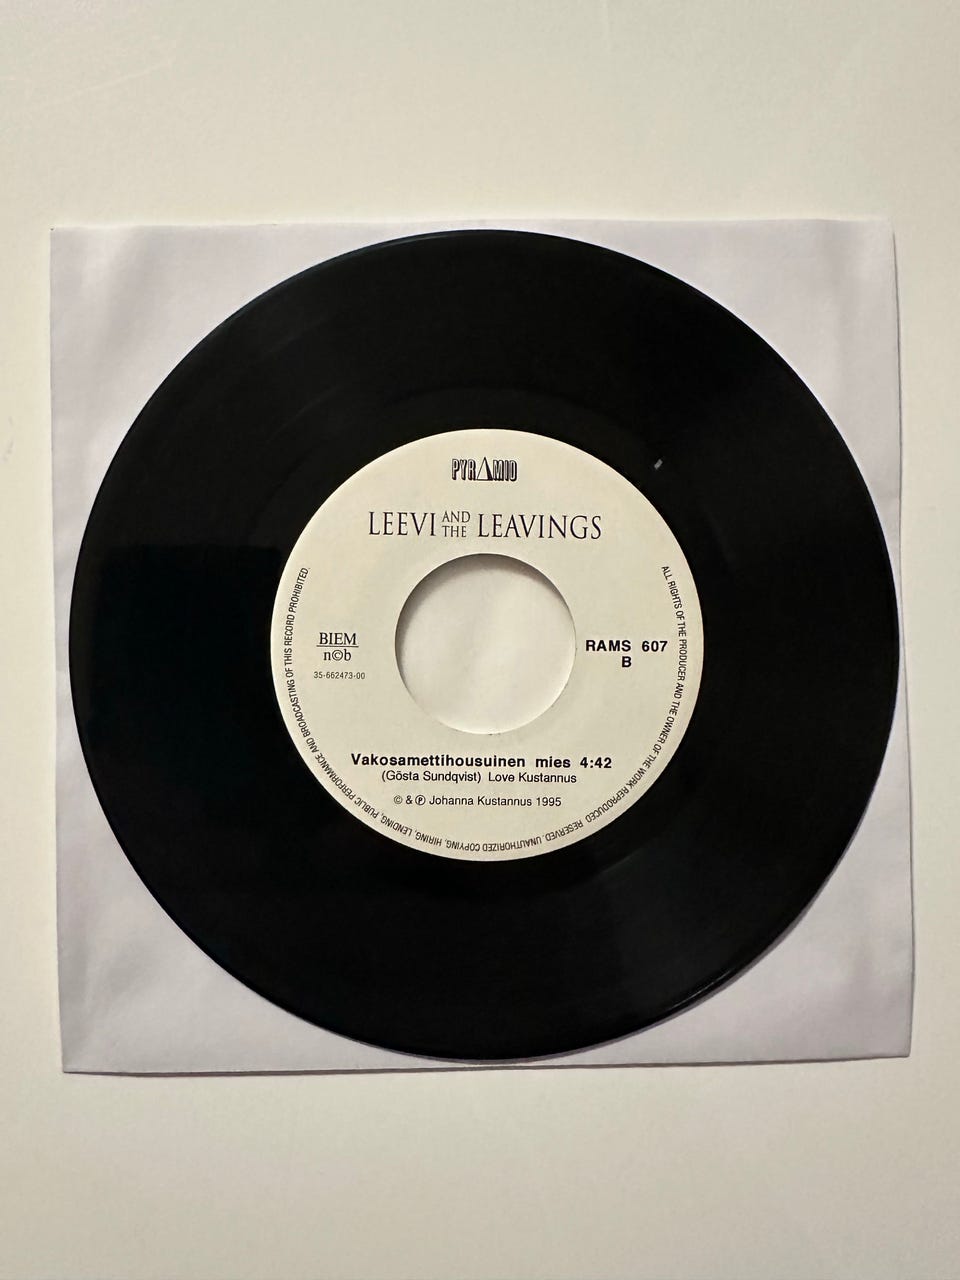 PYRAMID
LEEVI AND THE LEAVINGS
BIEM
n©b
35-662473-00
RAMS 607
B
Vakosamettihousuinen mies 4:42
(Gösta Sundqvist) Love Kustannus
© & ℗ Johanna Kustannus 1995
ALL RIGHTS OF THE PRODUCER AND THE OWNER OF THE WORK REPRODUCED RESERVED. UNAUTHORIZED COPYING, HIRING, LENDING, PUBLIC PERFORMANCE AND BROADCASTING OF THIS RECORD PROHIBITED.